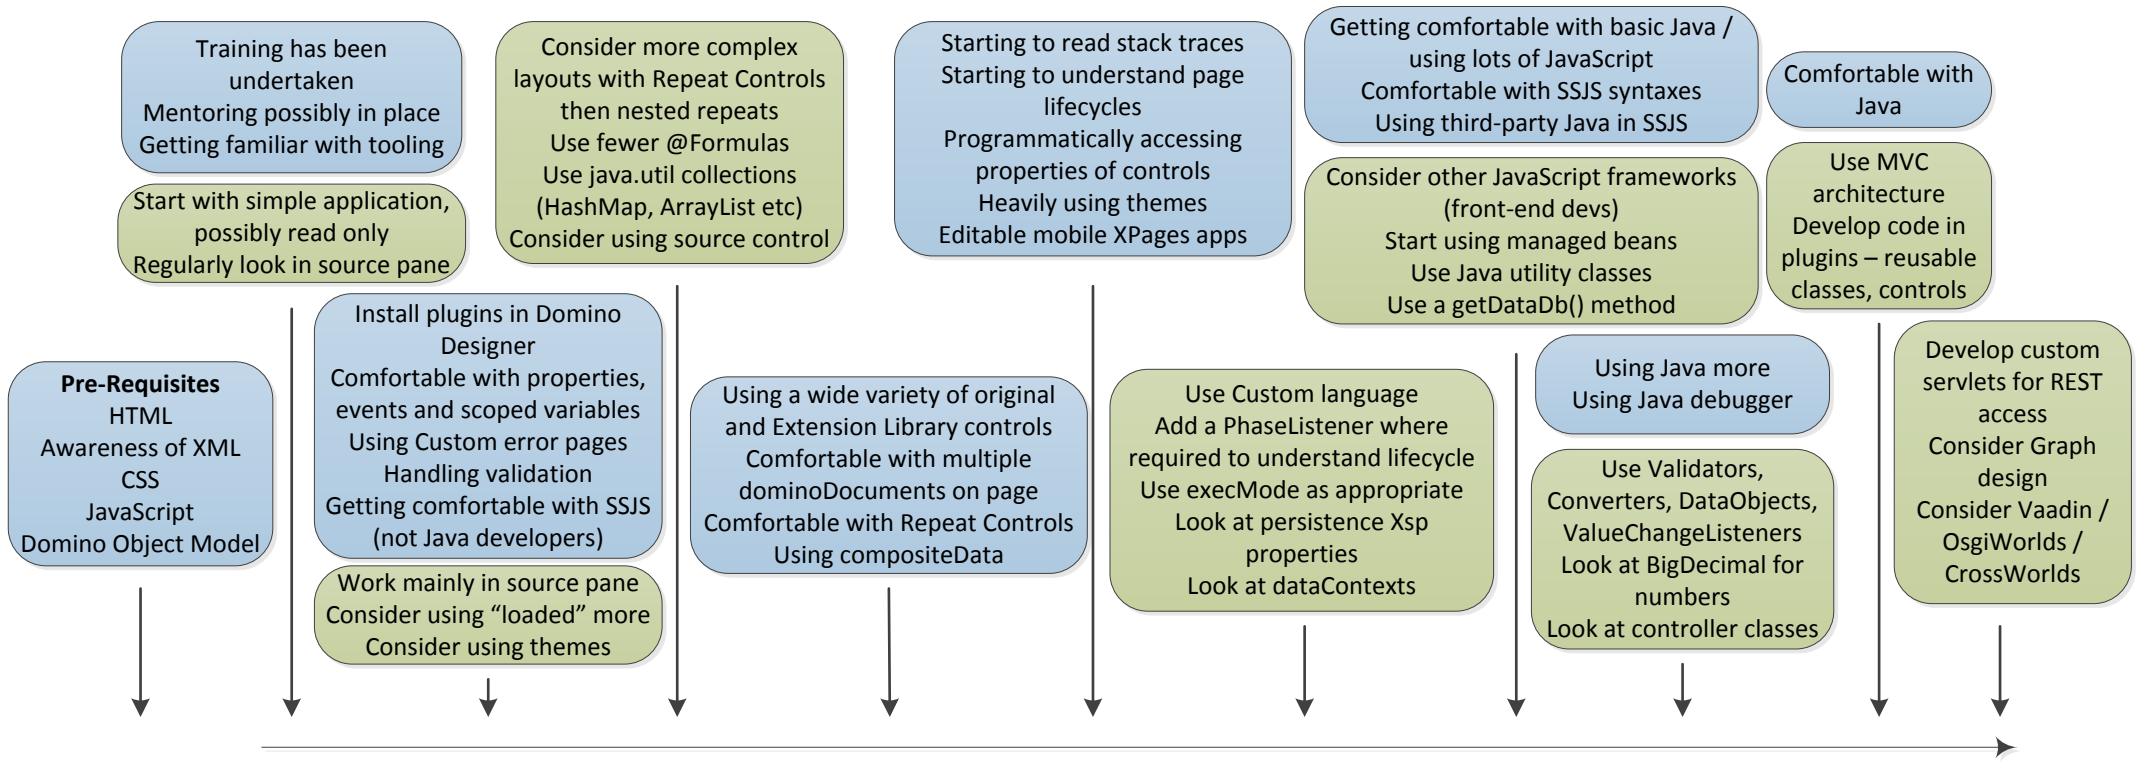 Pre-Requisites
HTML
Awareness of XML
CSS
JavaScript
Domino Object Model
Training has been
undertaken
Mentoring possibly in place
Getting familiar with tooling
Start with simple application,
possibly read only
Regularly look in source pane
Install plugins in Domino
Designer
Comfortable with properties,
events and scoped variables
Using Custom error pages
Handling validation
Getting comfortable with SSJS
(not Java developers)
Work mainly in source pane
Consider using “loaded” more
Consider using themes
Consider more complex
layouts with Repeat Controls
then nested repeats
Use fewer @Formulas
Use java.util collections
(HashMap, ArrayList etc)
Consider using source control
Using a wide variety of original
and Extension Library controls
Comfortable with multiple
dominoDocuments on page
Comfortable with Repeat Controls
Using compositeData
Starting to read stack traces
Starting to understand page
lifecycles
Programmatically accessing
properties of controls
Heavily using themes
Editable mobile XPages apps
Use Custom language
Add a PhaseListener where
required to understand lifecycle
Use execMode as appropriate
Look at persistence Xsp
properties
Look at dataContexts
Getting comfortable with basic Java /
using lots of JavaScript
Comfortable with SSJS syntaxes
Using third-party Java in SSJS
Consider other JavaScript frameworks
(front-end devs)
Start using managed beans
Use Java utility classes
Use a getDataDb() method
Using Java more
Using Java debugger
Use Validators,
Converters, DataObjects,
ValueChangeListeners
Look at BigDecimal for
numbers
Look at controller classes
Comfortable with
Java
Use MVC
architecture
Develop code in
plugins – reusable
classes, controls
Develop custom
servlets for REST
access
Consider Graph
design
Consider Vaadin /
OsgiWorlds /
CrossWorlds